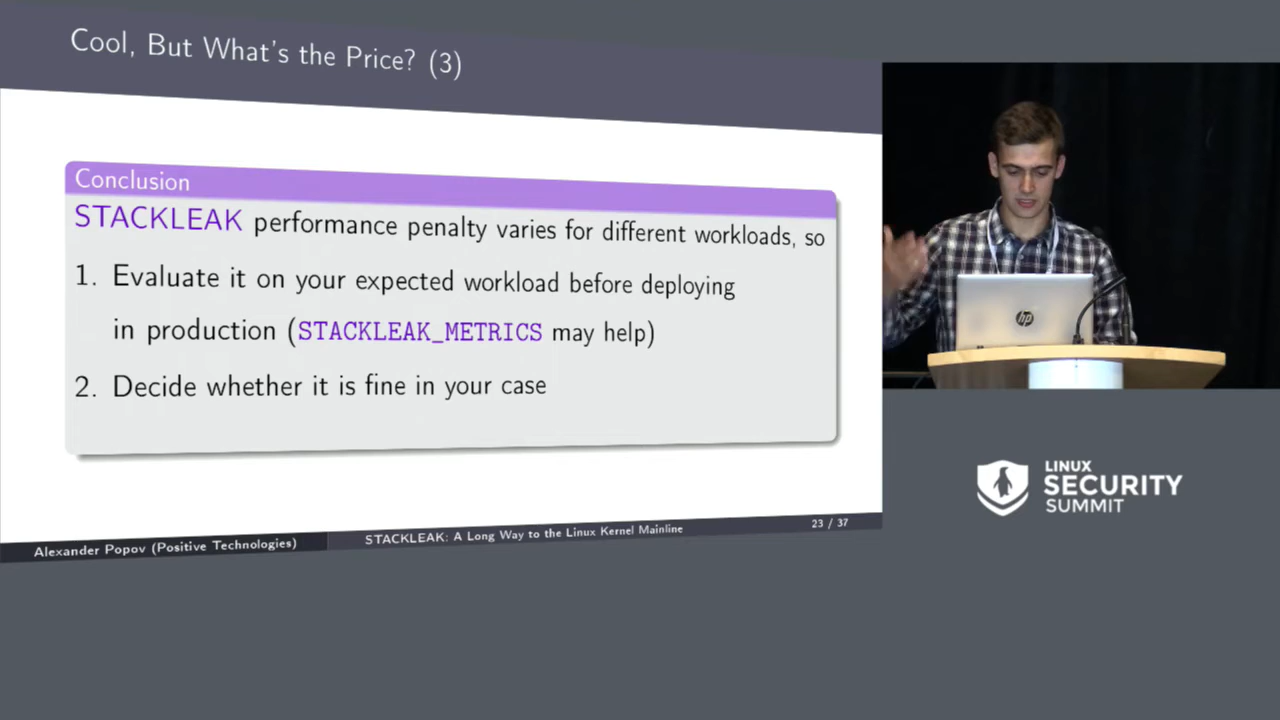 Cool, But What's the Price? (3)
Conclusion
STACKLEAK performance penalty varies for different workloads, so
1. Evaluate it on your expected workload before deploying
in production (STACKLEAK_METRICS may help)
2. Decide whether it is fine in your case
Alexander Popov (Positive Technologies)
STACKLEAK: A Long Way to the Linux Kernel Mainline
23 / 37
hp
LINUX
SECURITY
SUMMIT